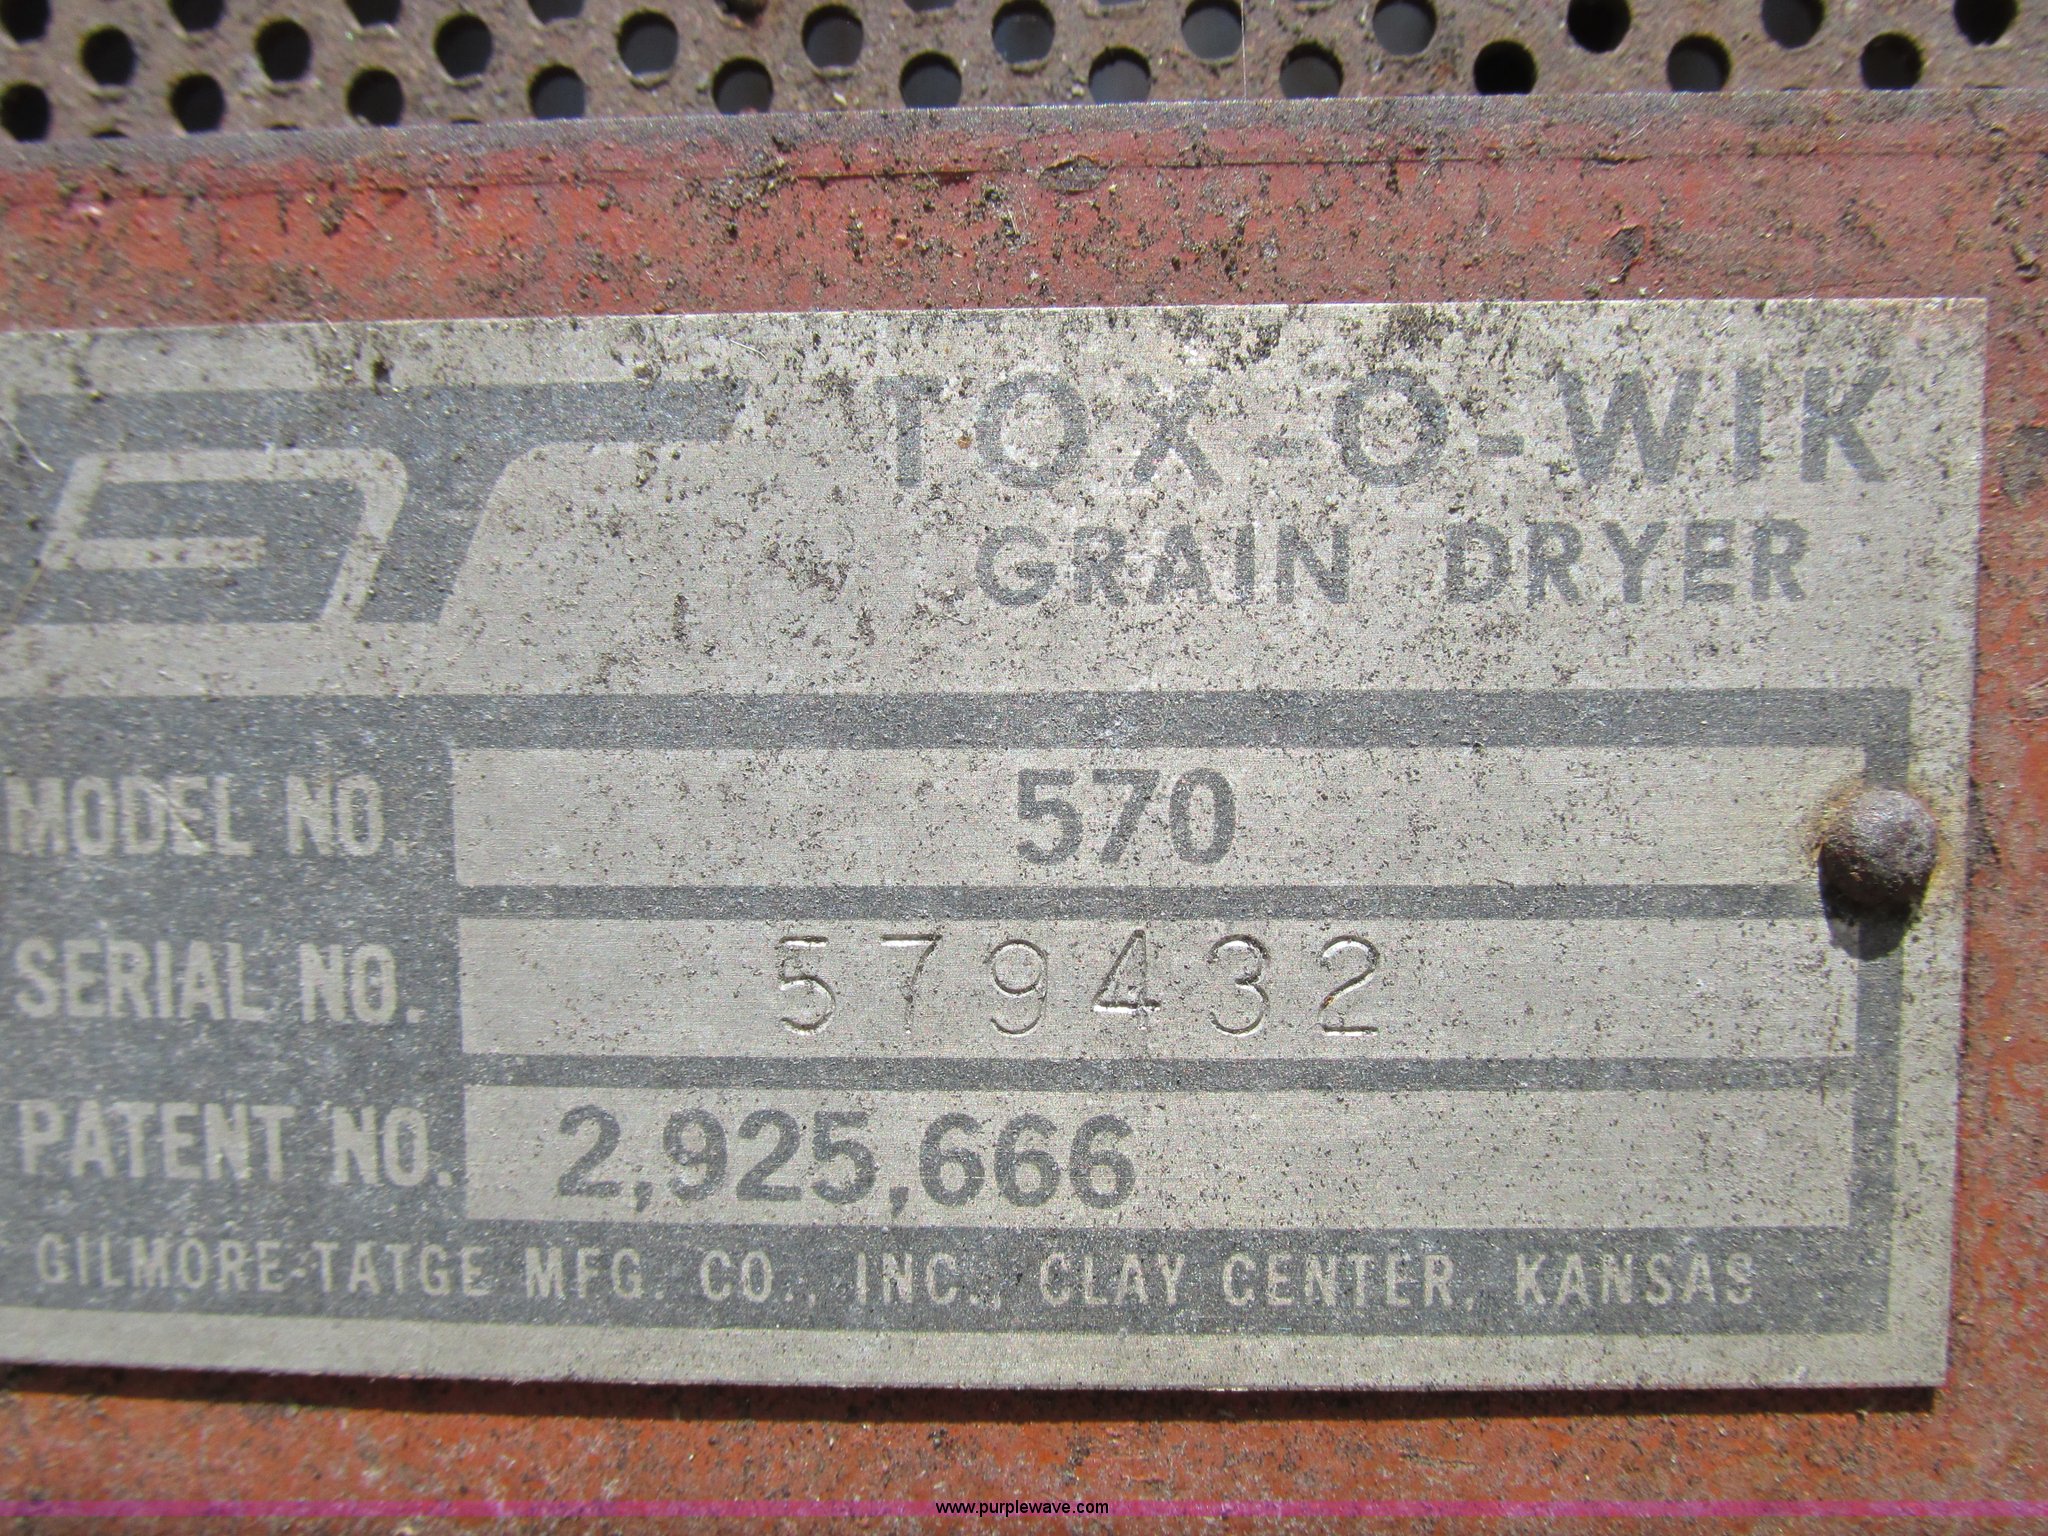 GT TOX-O-WIK
GRAIN DRYER
MODEL NO. 570
SERIAL NO. 579432
PATENT NO. 2,925,666
GILMORE-TATGE MFG. CO., INC., CLAY CENTER, KANSAS
www.purplewave.com